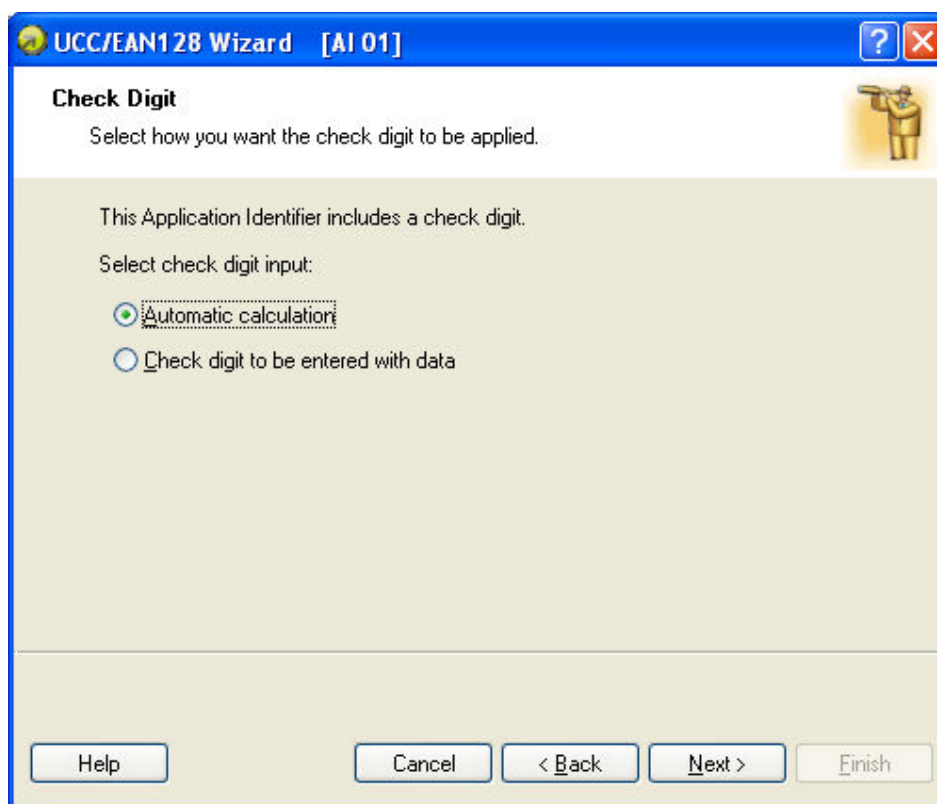 UCC/EAN128 Wizard [AI 01]
Check Digit
Select how you want the check digit to be applied.
This Application Identifier includes a check digit.
Select check digit input:
Automatic calculation
Check digit to be entered with data
Help Cancel < Back Next > Finish